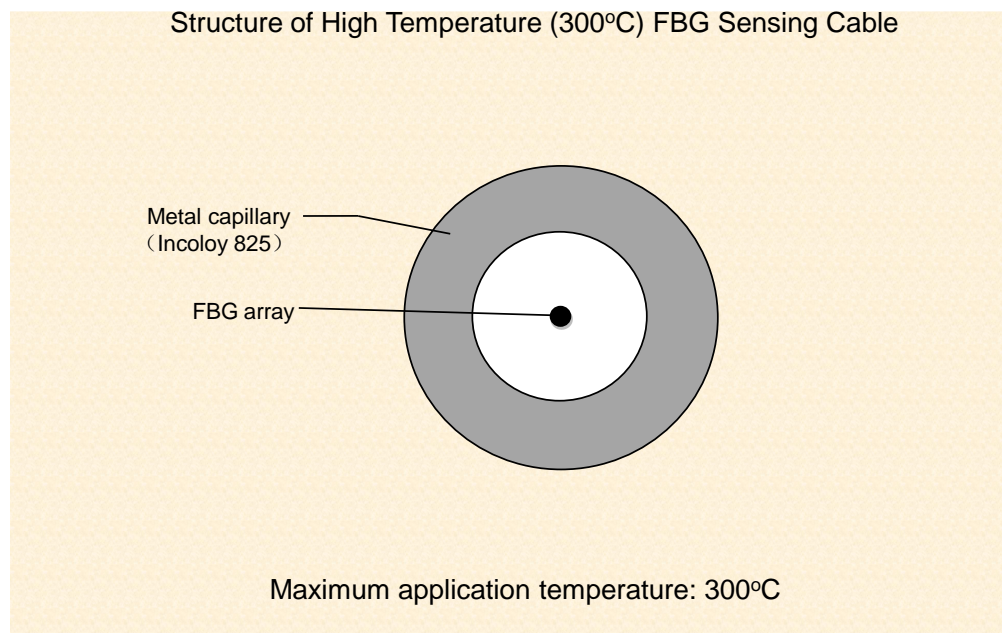 Structure of High Temperature (300ºC) FBG Sensing Cable
Metal capillary
（Incoloy 825）
FBG array
Maximum application temperature: 300ºC